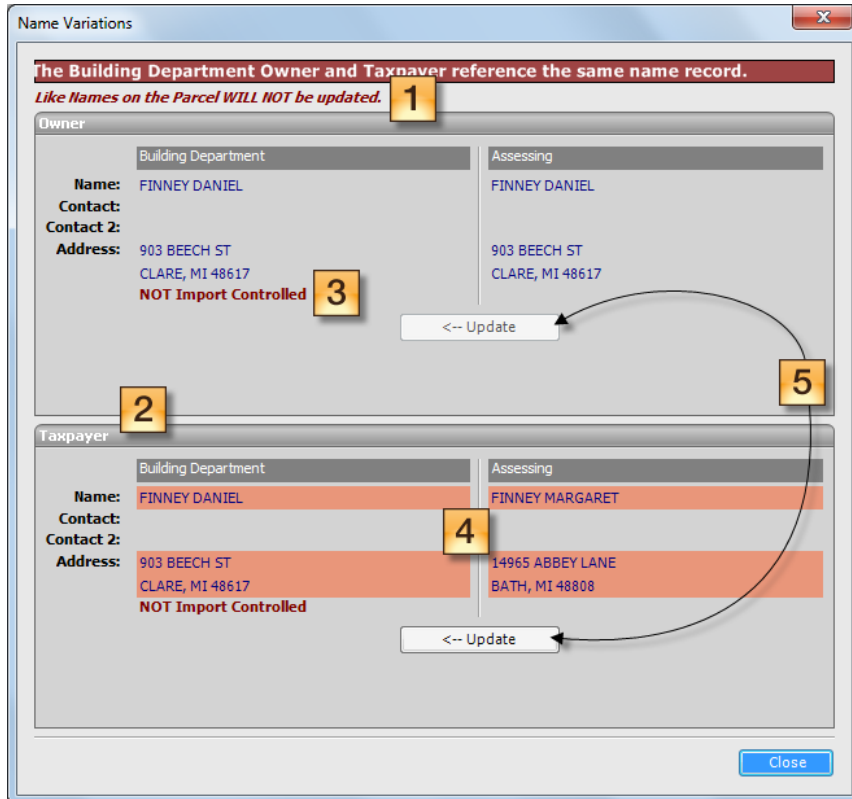 Name Variations
x
The Building Department Owner and Taxpayer reference the same name record.
Like Names on the Parcel WILL NOT be updated.
1
Owner
Building Department Assessing
Name: FINNEY DANIEL FINNEY DANIEL
Contact:
Contact 2:
Address: 903 BEECH ST 903 BEECH ST
CLARE, MI 48617 CLARE, MI 48617
NOT Import Controlled
3
<-- Update
5
2
Taxpayer
Building Department Assessing
Name: FINNEY DANIEL FINNEY MARGARET
Contact:
4
Contact 2:
Address: 903 BEECH ST 14965 ABBEY LANE
CLARE, MI 48617 BATH, MI 48808
NOT Import Controlled
<-- Update
Close